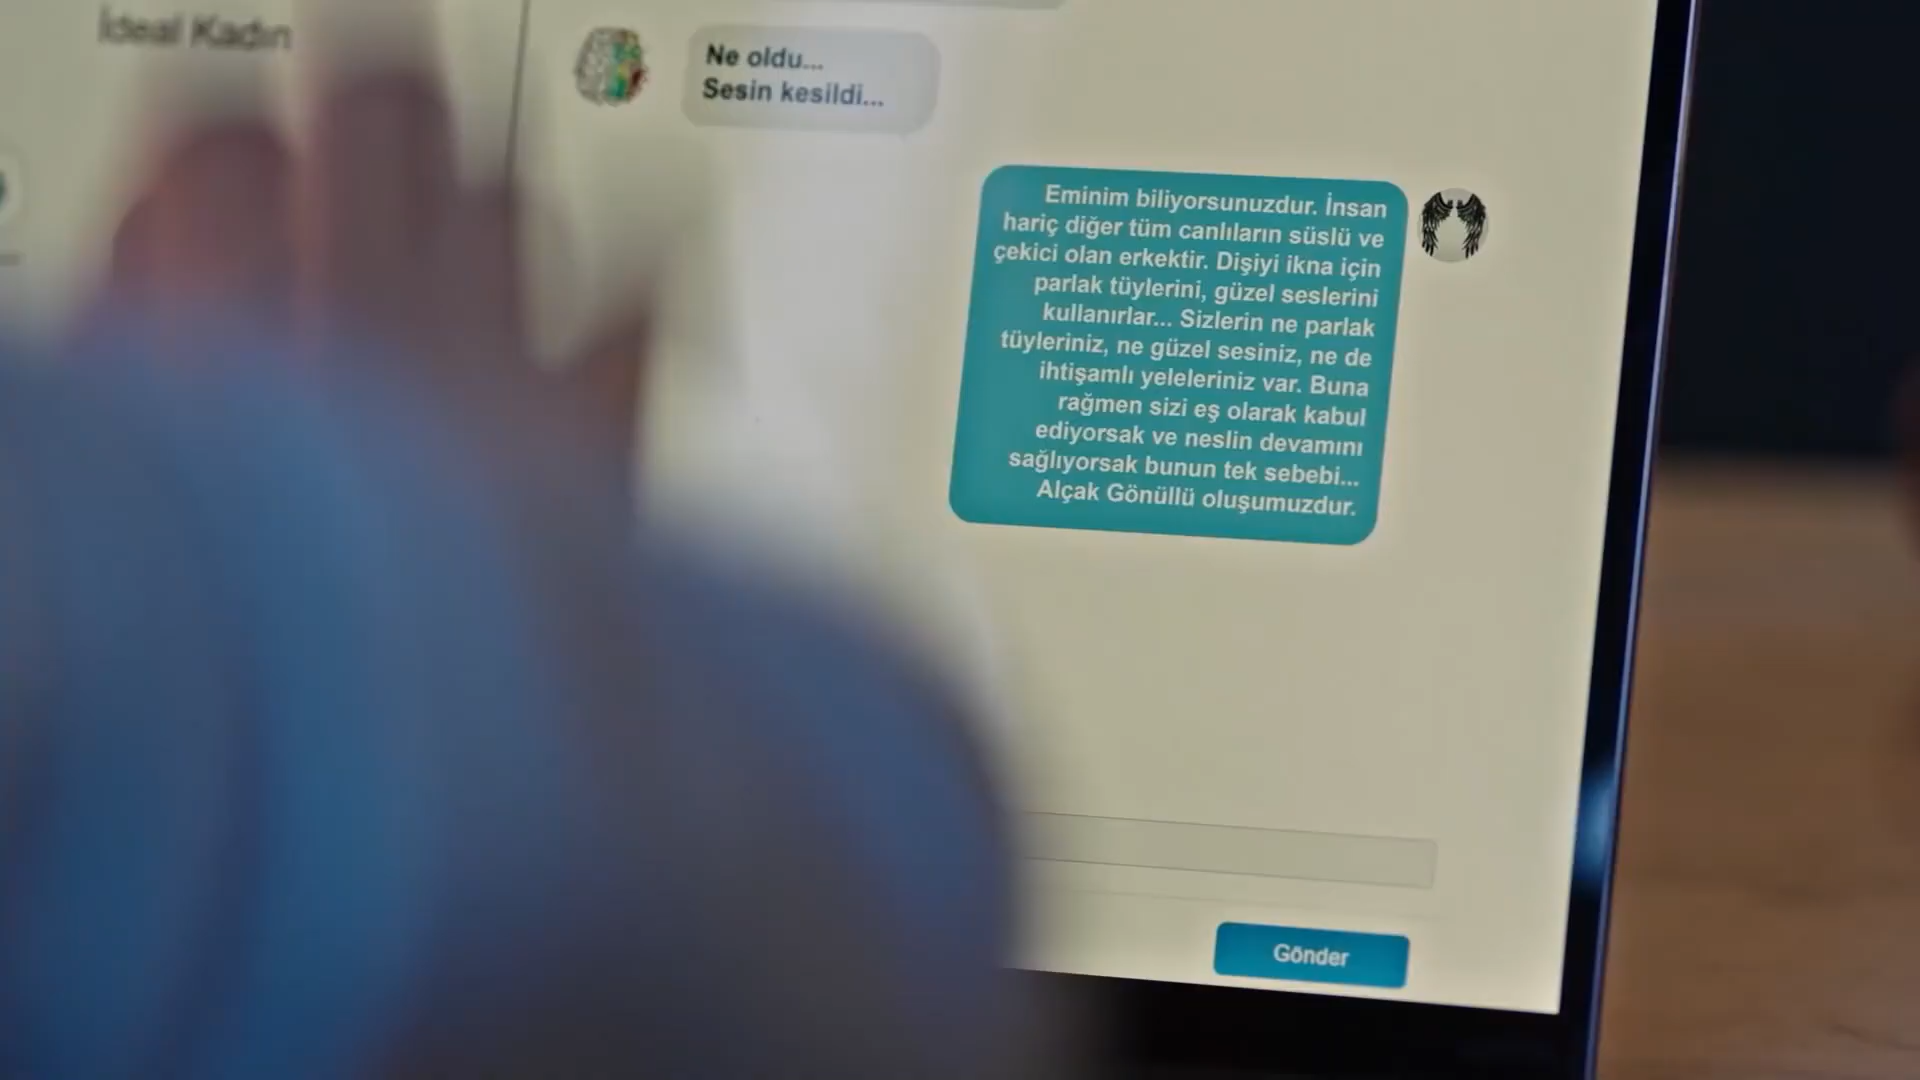 İdeal Kadın
Ne oldu...
Sesin kesildi...
Eminim biliyorsunuzdur. İnsan
hariç diğer tüm canlıların süslü ve
çekici olan erkektir. Dişiyi ikna için
parlak tüylerini, güzel seslerini
kullanırlar... Sizlerin ne parlak
tüyleriniz, ne güzel sesiniz, ne de
ihtişamlı yeleleriniz var. Buna
rağmen sizi eş olarak kabul
ediyorsak ve neslin devamını
sağlıyorsak bunun tek sebebi...
Alçak Gönüllü oluşumuzdur.
Gönder